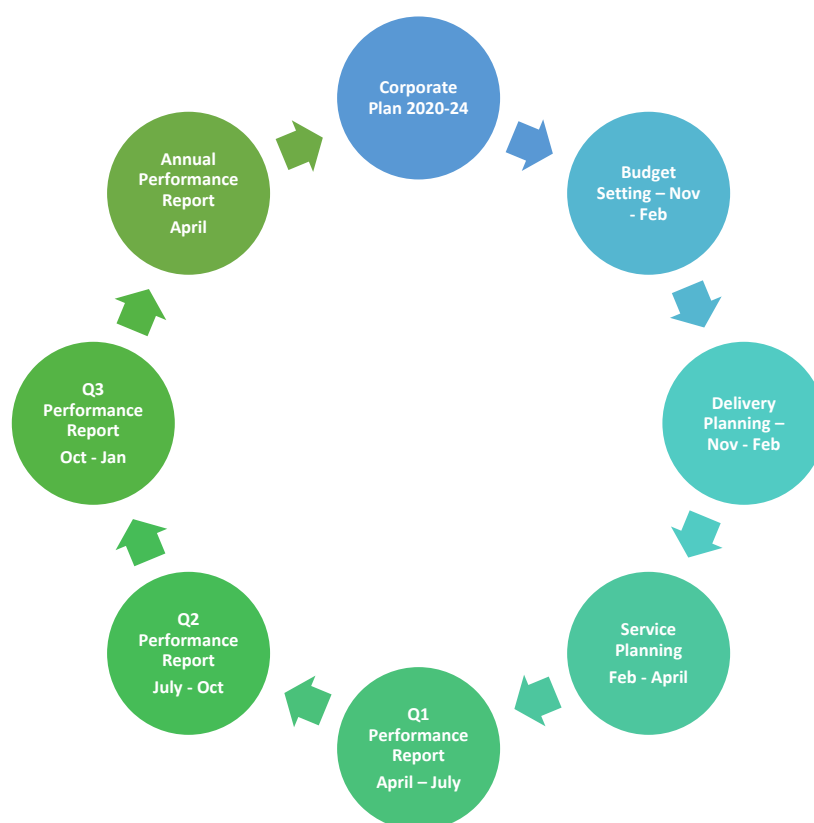 Corporate
Plan 2020-24
Budget
Setting – Nov
- Feb
Delivery
Planning –
Nov - Feb
Service
Planning
Feb - April
Q1
Performance
Report
April – July
Q2
Performance
Report
July - Oct
Q3
Performance
Report
Oct - Jan
Annual
Performance
Report
April